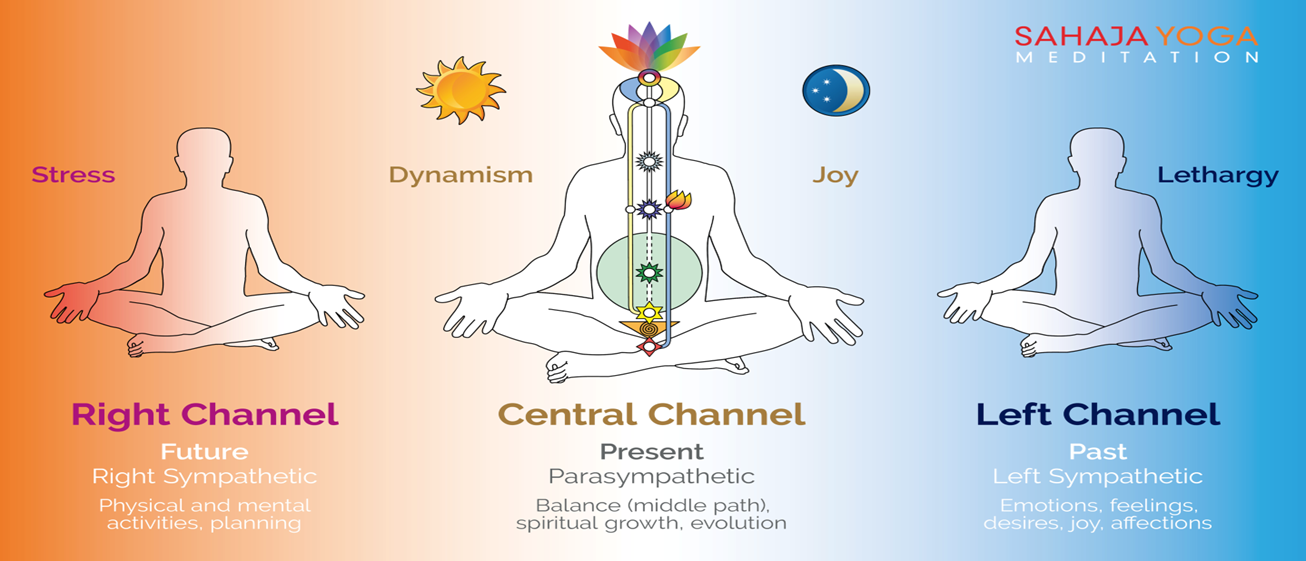 SAHAJA YOGA
MEDITATION
Stress
Dynamism
Joy
Lethargy
Right Channel
Future
Right Sympathetic
Physical and mental
activities, planning
Central Channel
Present
Parasympathetic
Balance (middle path),
spiritual growth, evolution
Left Channel
Past
Left Sympathetic
Emotions, feelings,
desires, joy, affections